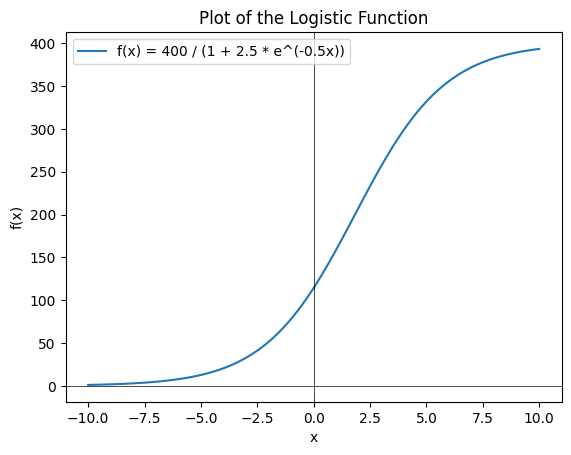 Plot of the Logistic Function
f(x) = 400 / (1 + 2.5 * e^(-0.5x))
400
350
300
250
200
150
100
50
0
f(x)
−10.0 −7.5 −5.0 −2.5 0.0 2.5 5.0 7.5 10.0
x